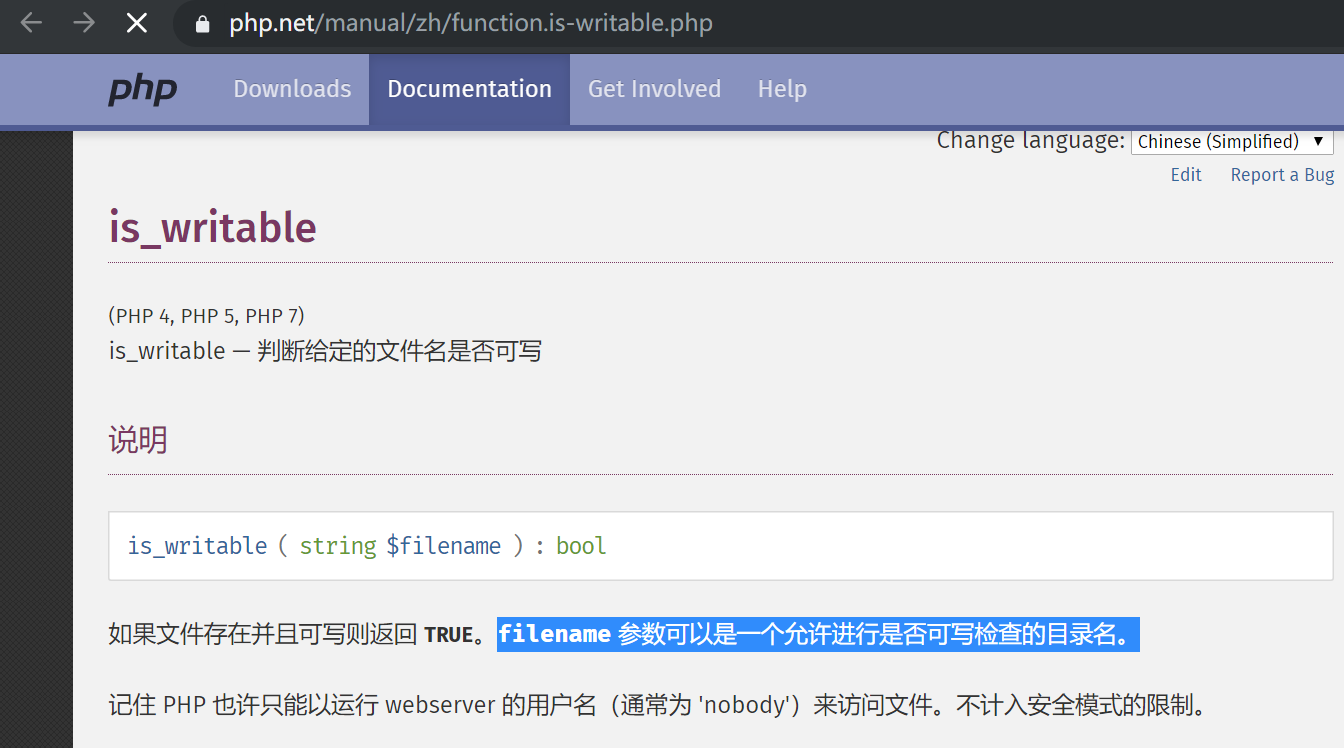 php.net/manual/zh/function.is-writable.php
php Downloads Documentation Get Involved Help
Change language: Chinese (Simplified)
Edit Report a Bug
is_writable
(PHP 4, PHP 5, PHP 7)
is_writable — 判断给定的文件名是否可写
说明
is_writable ( string $filename ) : bool
如果文件存在并且可写则返回 TRUE。filename 参数可以是一个允许进行是否可写检查的目录名。
记住 PHP 也许只能以运行 webserver 的用户名（通常为 'nobody'）来访问文件。不计入安全模式的限制。